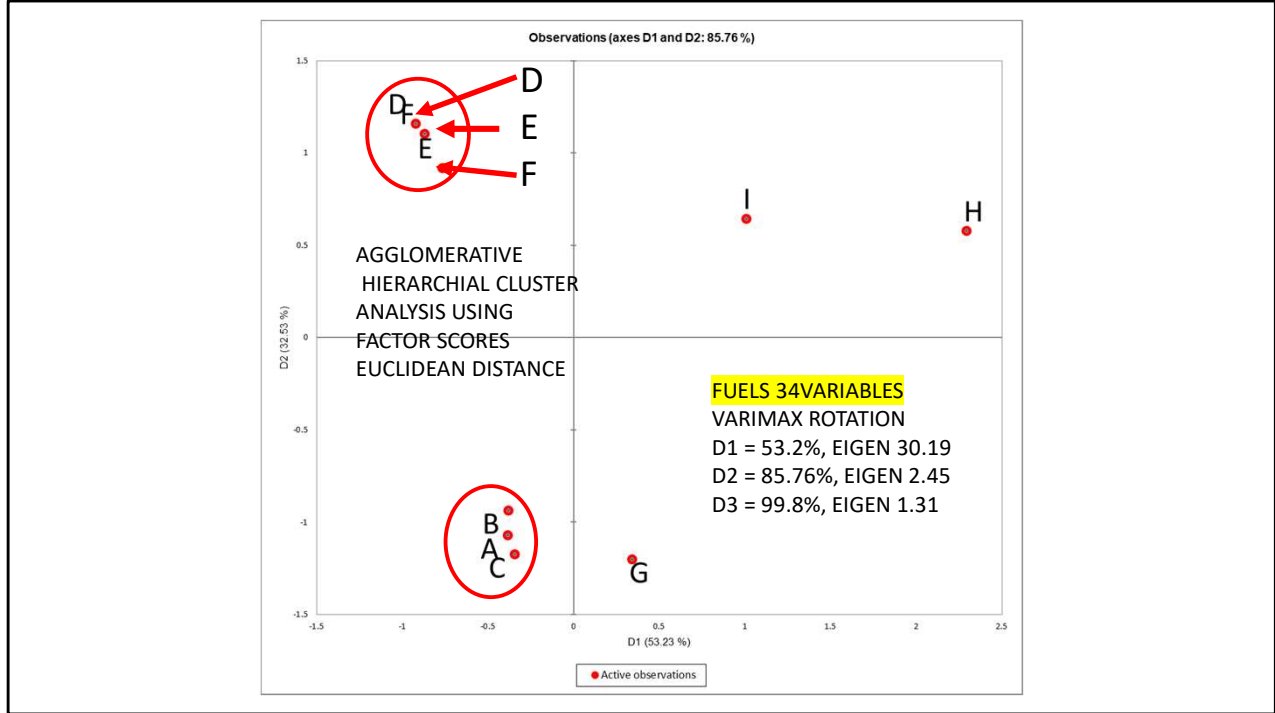 Observations (axes D1 and D2: 85.76 %)
1.5
1
0.5
0
-0.5
-1
-1.5
D2 (32.53 %)
D
F
E
D
E
F
I
H
AGGLOMERATIVE
HIERARCHIAL CLUSTER
ANALYSIS USING
FACTOR SCORES
EUCLIDEAN DISTANCE
FUELS 34VARIABLES
VARIMAX ROTATION
D1 = 53.2%, EIGEN 30.19
D2 = 85.76%, EIGEN 2.45
D3 = 99.8%, EIGEN 1.31
B
A
C
G
-1.5 -1 -0.5 0 0.5 1 1.5 2 2.5
D1 (53.23 %)
Active observations